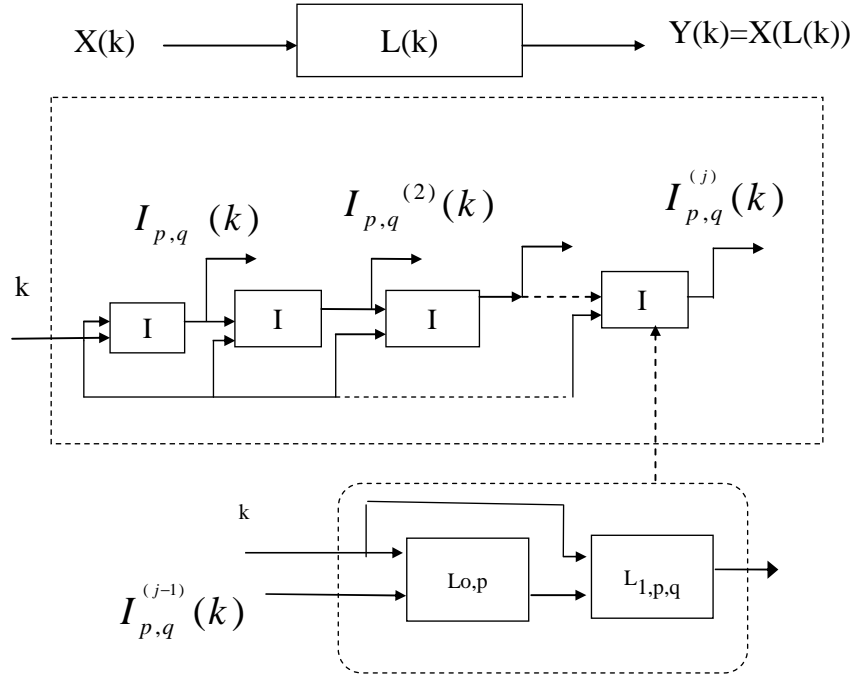 X(k) L(k) Y(k)=X(L(k))
I_{p,q} (k) I_{p,q}^{(2)}(k) I_{p,q}^{(j)}(k)
k
I I I I
k
Lo,p L_{1,p,q}
I_{p,q}^{(j-1)}(k)